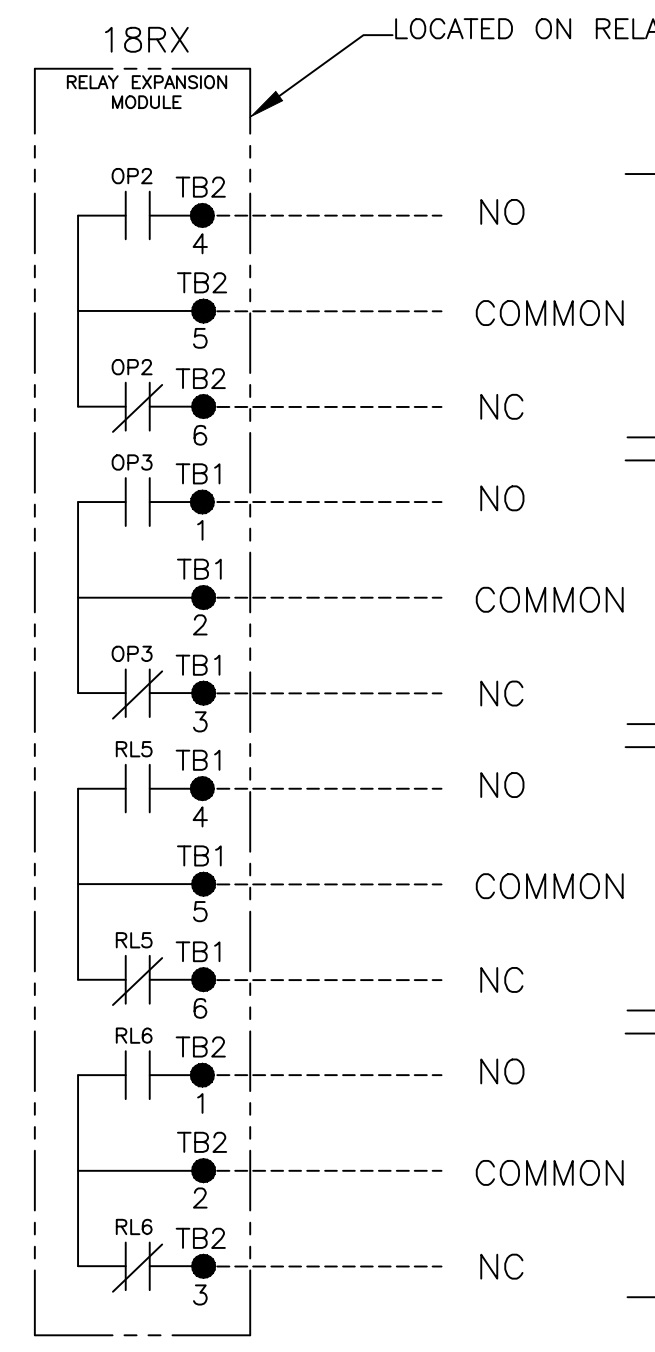 18RX
LOCATED ON
RELAY EXPANSION
MODULE
OP2 TB2
4
NO
TB2
5
COMMON
OP2 TB2
6
NC
OP3 TB1
1
NO
TB1
2
COMMON
OP3 TB1
3
NC
RL5 TB1
4
NO
TB1
5
COMMON
RL5 TB1
6
NC
RL6 TB2
1
NO
TB2
2
COMMON
RL6 TB2
3
NC